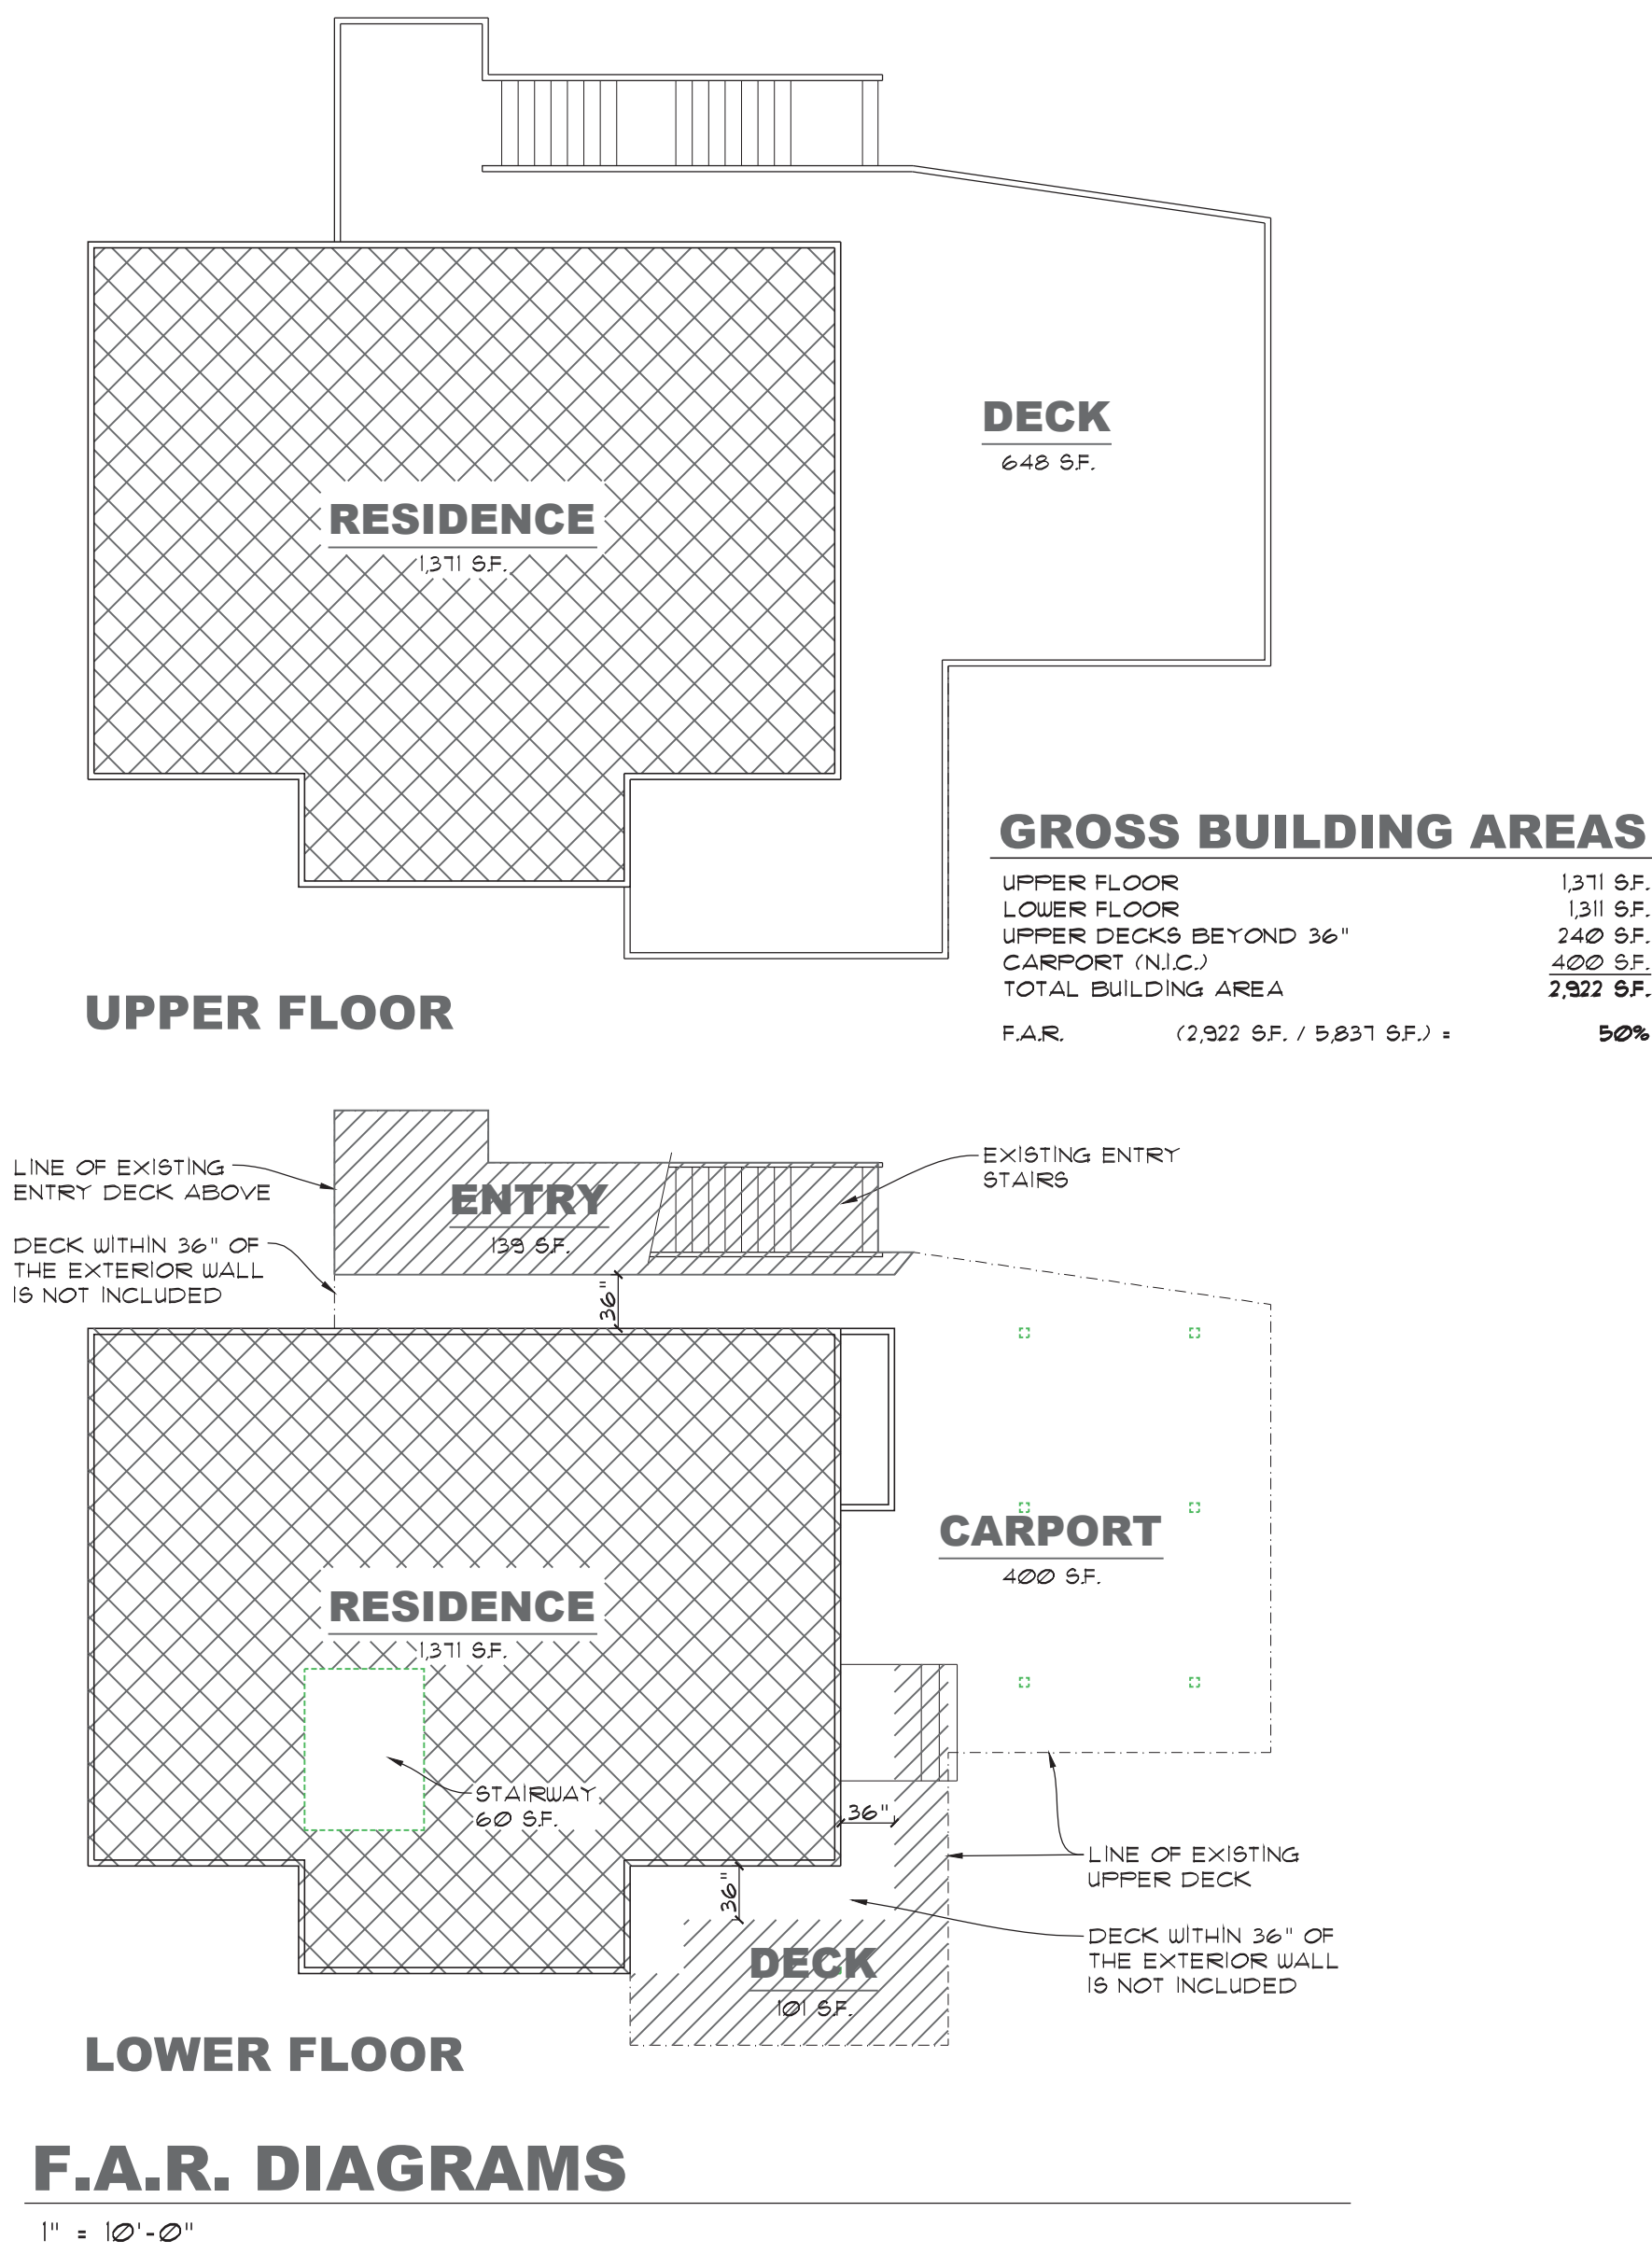 DECK
648 S.F.
RESIDENCE
1,371 S.F.
GROSS BUILDING AREAS
UPPER FLOOR 1,371 S.F.
LOWER FLOOR 1,311 S.F.
UPPER DECKS BEYOND 36" 240 S.F.
CARPORT (N.I.C.) 400 S.F.
TOTAL BUILDING AREA 2,922 S.F.
F.A.R. (2,922 S.F. / 5,837 S.F.) = 50%
UPPER FLOOR
LINE OF EXISTING
ENTRY DECK ABOVE
DECK WITHIN 36" OF
THE EXTERIOR WALL
IS NOT INCLUDED
ENTRY
139 S.F.
EXISTING ENTRY
STAIRS
36"
CARPORT
400 S.F.
RESIDENCE
1,371 S.F.
STAIRWAY
60 S.F.
36"
36"
LINE OF EXISTING
UPPER DECK
DECK WITHIN 36" OF
THE EXTERIOR WALL
IS NOT INCLUDED
DECK
101 S.F.
LOWER FLOOR
F.A.R. DIAGRAMS
1" = 10'-0"